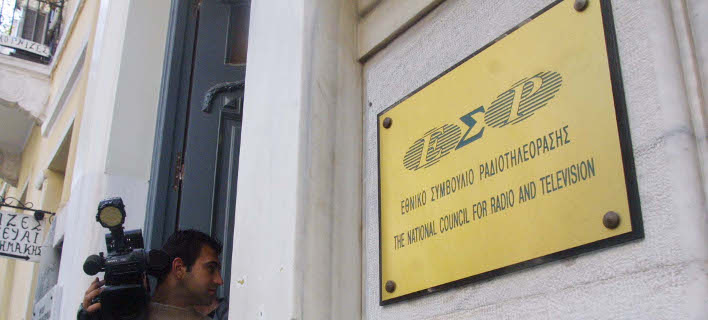 ΕΣΡ
ΕΘΝΙΚΟ ΣΥΜΒΟΥΛΙΟ ΡΑΔΙΟΤΗΛΕΟΡΑΣΗΣ
THE NATIONAL COUNCIL FOR RADIO AND TELEVISION